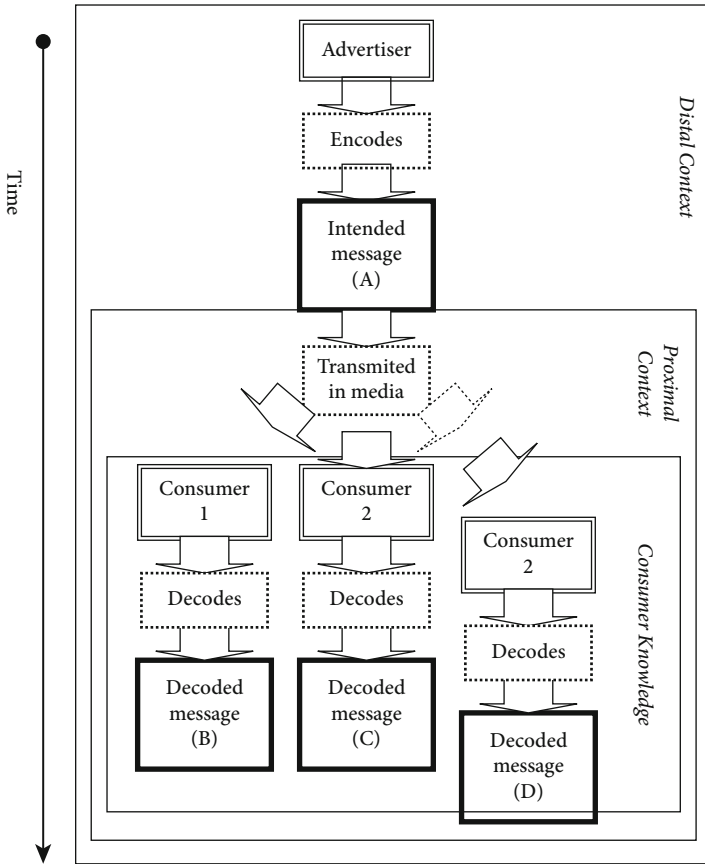 Time
Distal Context
Advertiser
Encodes
Intended
message
(A)
Proximal
Context
Transmited
in media
Consumer Knowledge
Consumer
1
Decodes
Decoded
message
(B)
Consumer
2
Decodes
Decoded
message
(C)
Consumer
2
Decodes
Decoded
message
(D)